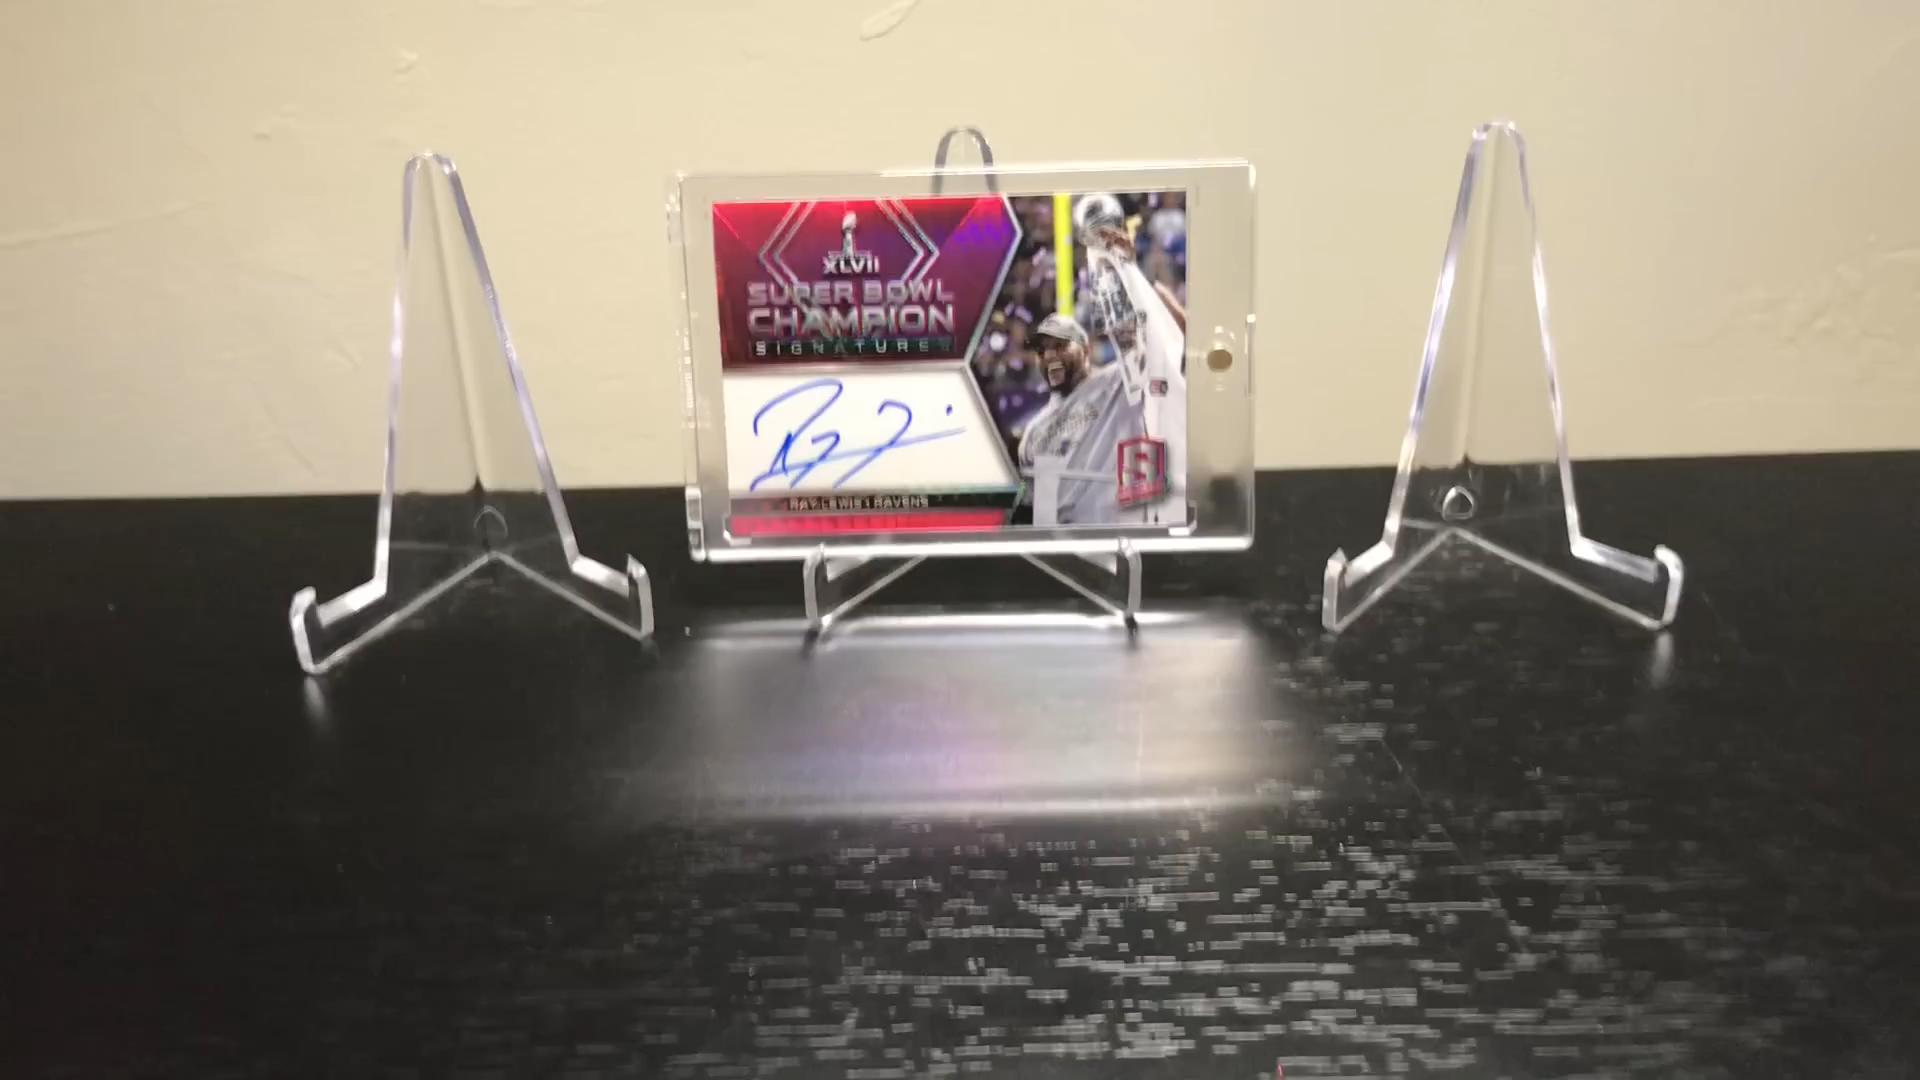 XLVII
SUPER BOWL
CHAMPION
SIGNATURES
RAY LEWIS | RAVENS
S